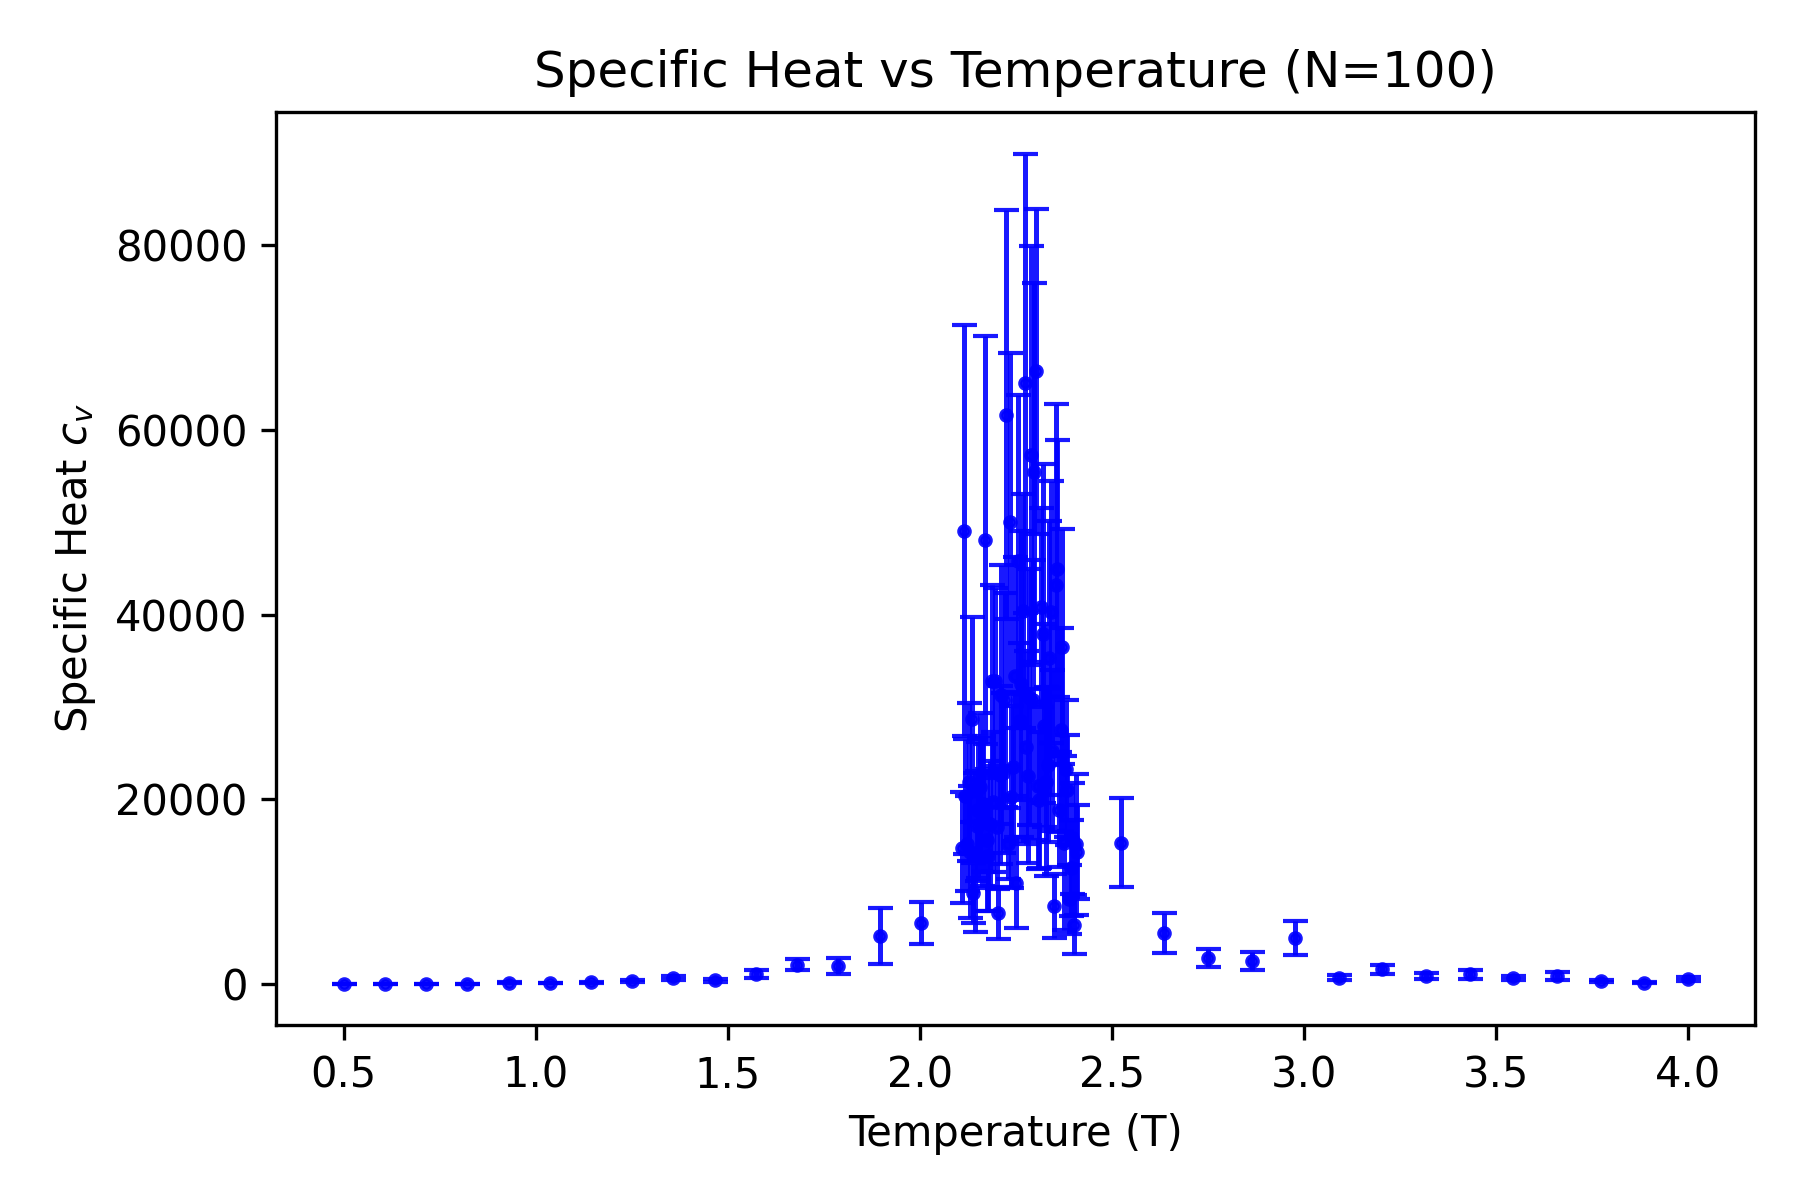 Specific Heat vs Temperature (N=100)
80000
60000
40000
20000
0
Specific Heat cᵥ
0.5 1.0 1.5 2.0 2.5 3.0 3.5 4.0
Temperature (T)